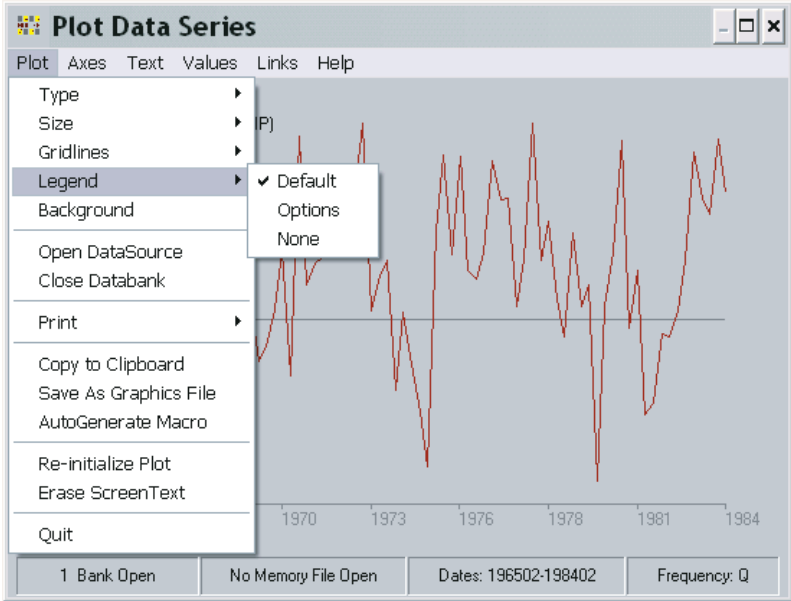 Plot Data Series
Plot Axes Text Values Links Help
Type
Size
IP)
Gridlines
Legend
Default
Background
Options
None
Open DataSource
Close Databank
Print
Copy to Clipboard
Save As Graphics File
AutoGenerate Macro
Re-initialize Plot
Erase ScreenText
Quit
1970 1973 1976 1978 1981 1984
1 Bank Open No Memory File Open Dates: 196502-198402 Frequency: Q